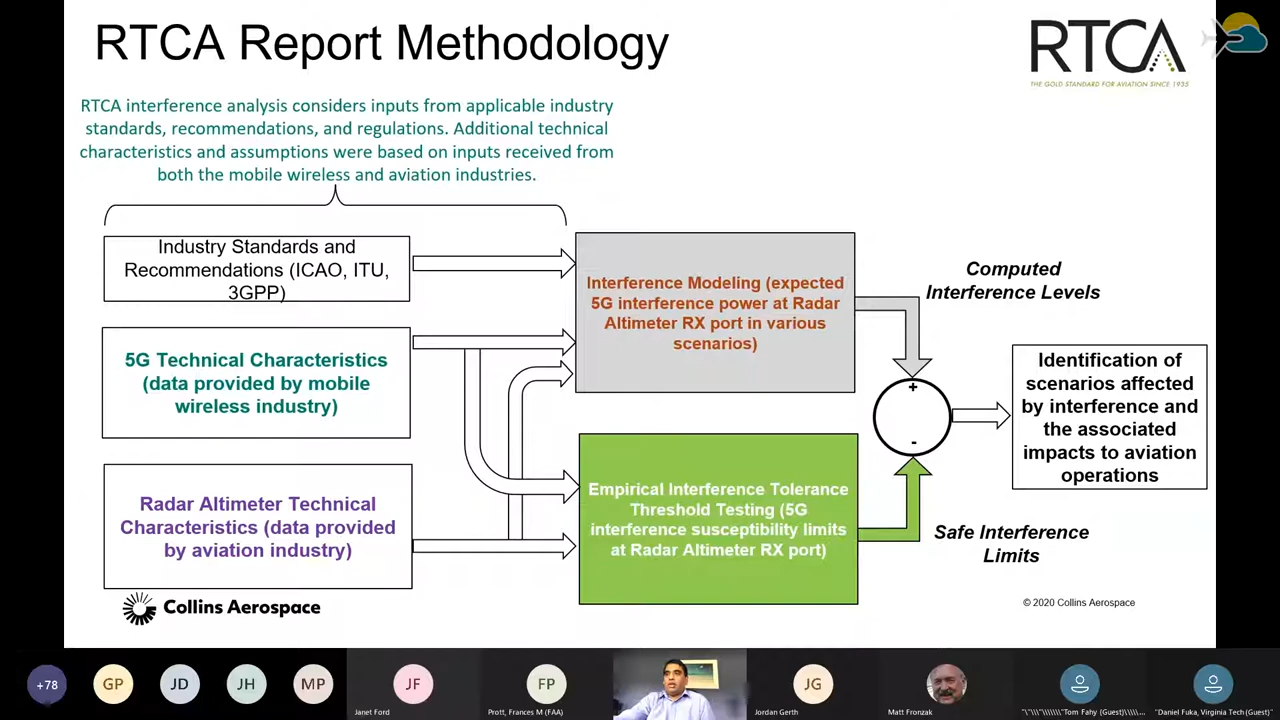 RTCA Report Methodology
RTCA
THE GOLD STANDARD FOR AVIATION SINCE 1935
RTCA interference analysis considers inputs from applicable industry
standards, recommendations, and regulations. Additional technical
characteristics and assumptions were based on inputs received from
both the mobile wireless and aviation industries.
Industry Standards and
Recommendations (ICAO, ITU,
3GPP)
5G Technical Characteristics
(data provided by mobile
wireless industry)
Radar Altimeter Technical
Characteristics (data provided
by aviation industry)
Interference Modeling (expected
5G interference power at Radar
Altimeter RX port in various
scenarios)
Empirical Interference Tolerance
Threshold Testing (5G
interference susceptibility limits
at Radar Altimeter RX port)
Computed
Interference Levels
+
-
Safe Interference
Limits
Identification of
scenarios affected
by interference and
the associated
impacts to aviation
operations
Collins Aerospace
© 2020 Collins Aerospace
+78
GP
JD
JH
MP
JF
Janet Ford
FP
Prott, Frances M (FAA)
JG
Jordan Gerth
Matt Fronzak
"\"\\"\\\\\\"Tom Fahy (Guest)\\\\...
"Daniel Fuka, Virginia Tech (Guest)"